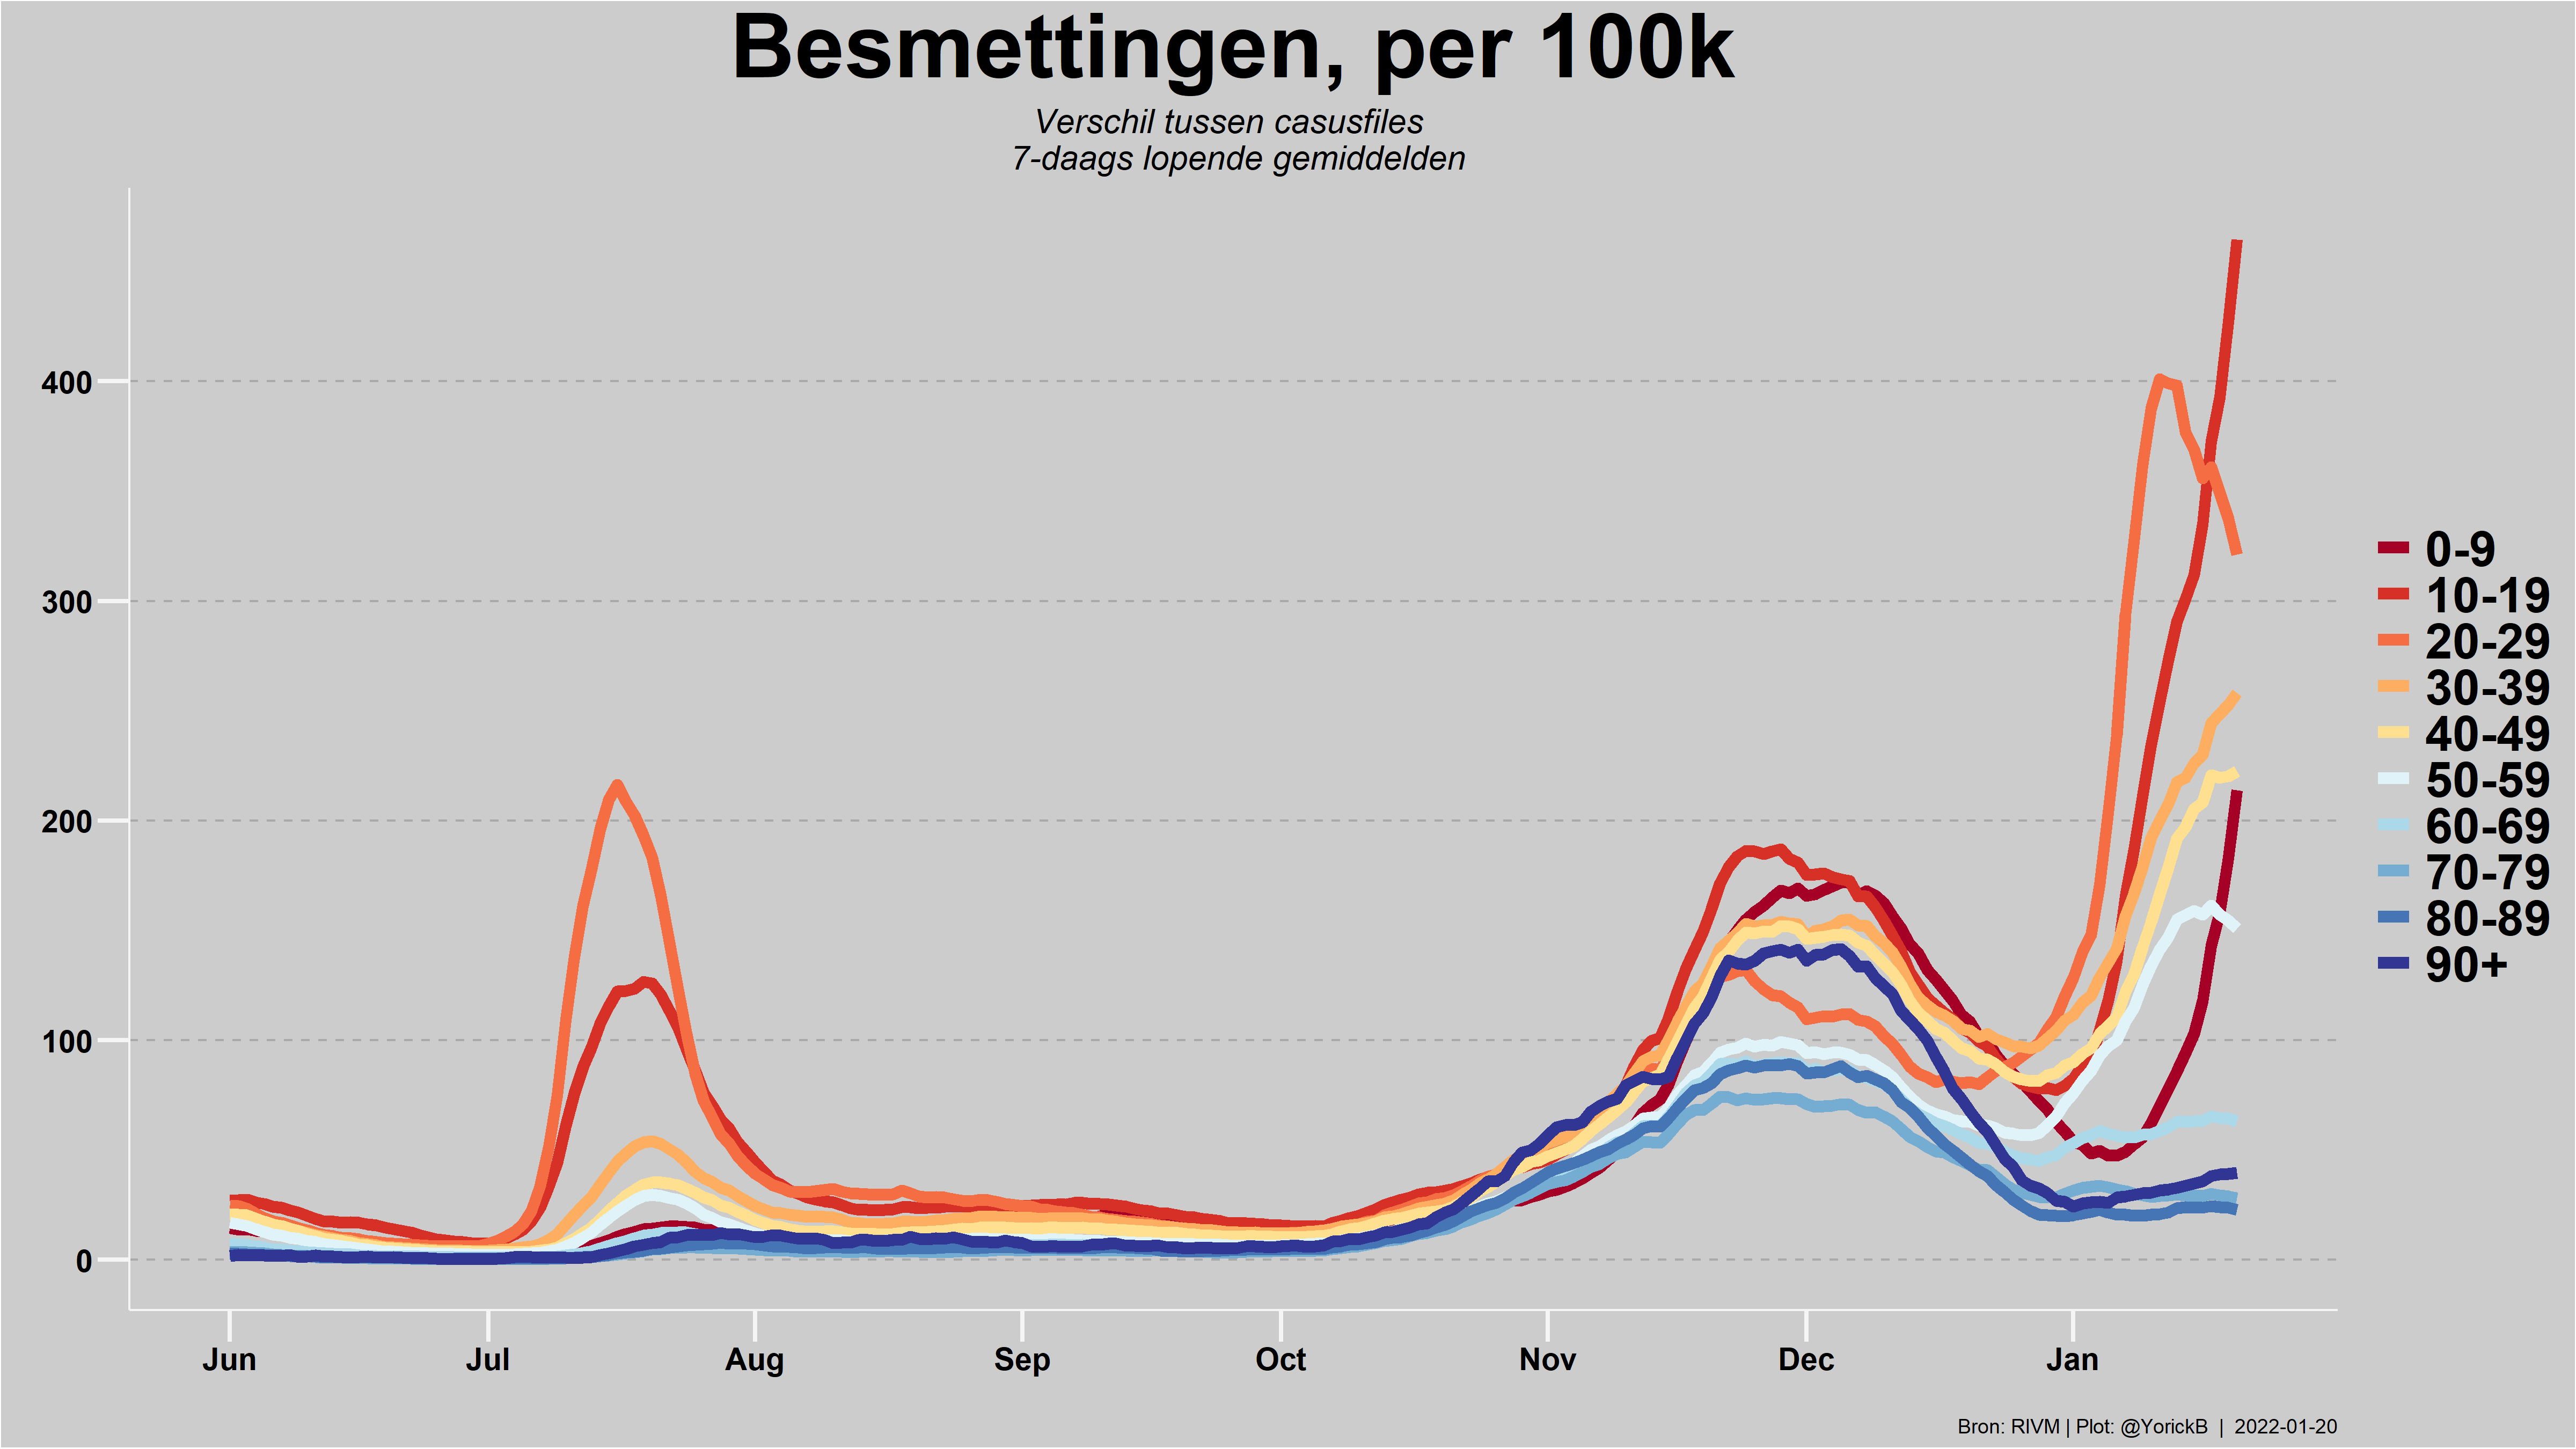 Besmettingen, per 100k
Verschil tussen casusfiles
7-daags lopende gemiddelden
400
300
200
100
0
Jun
Jul
Aug
Sep
Oct
Nov
Dec
Jan
0-9
10-19
20-29
30-39
40-49
50-59
60-69
70-79
80-89
90+
Bron: RIVM | Plot: @YorickB | 2022-01-20